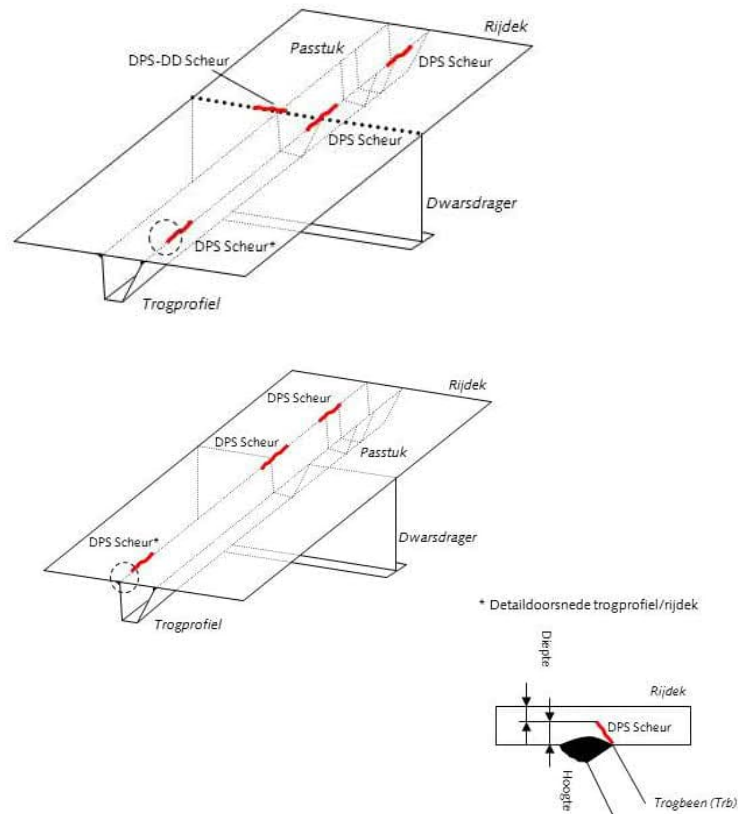 Rijdek
Passtuk
DPS-DD Scheur
DPS Scheur
DPS Scheur
Dwarsdrager
DPS Scheur*
Trogprofiel
Rijdek
DPS Scheur
DPS Scheur
Passtuk
Dwarsdrager
DPS Scheur*
Trogprofiel
* Detaildoorsnede trogprofiel/rijdek
Diepte
Rijdek
DPS Scheur
Hoogte
Trogbeen (Trb)